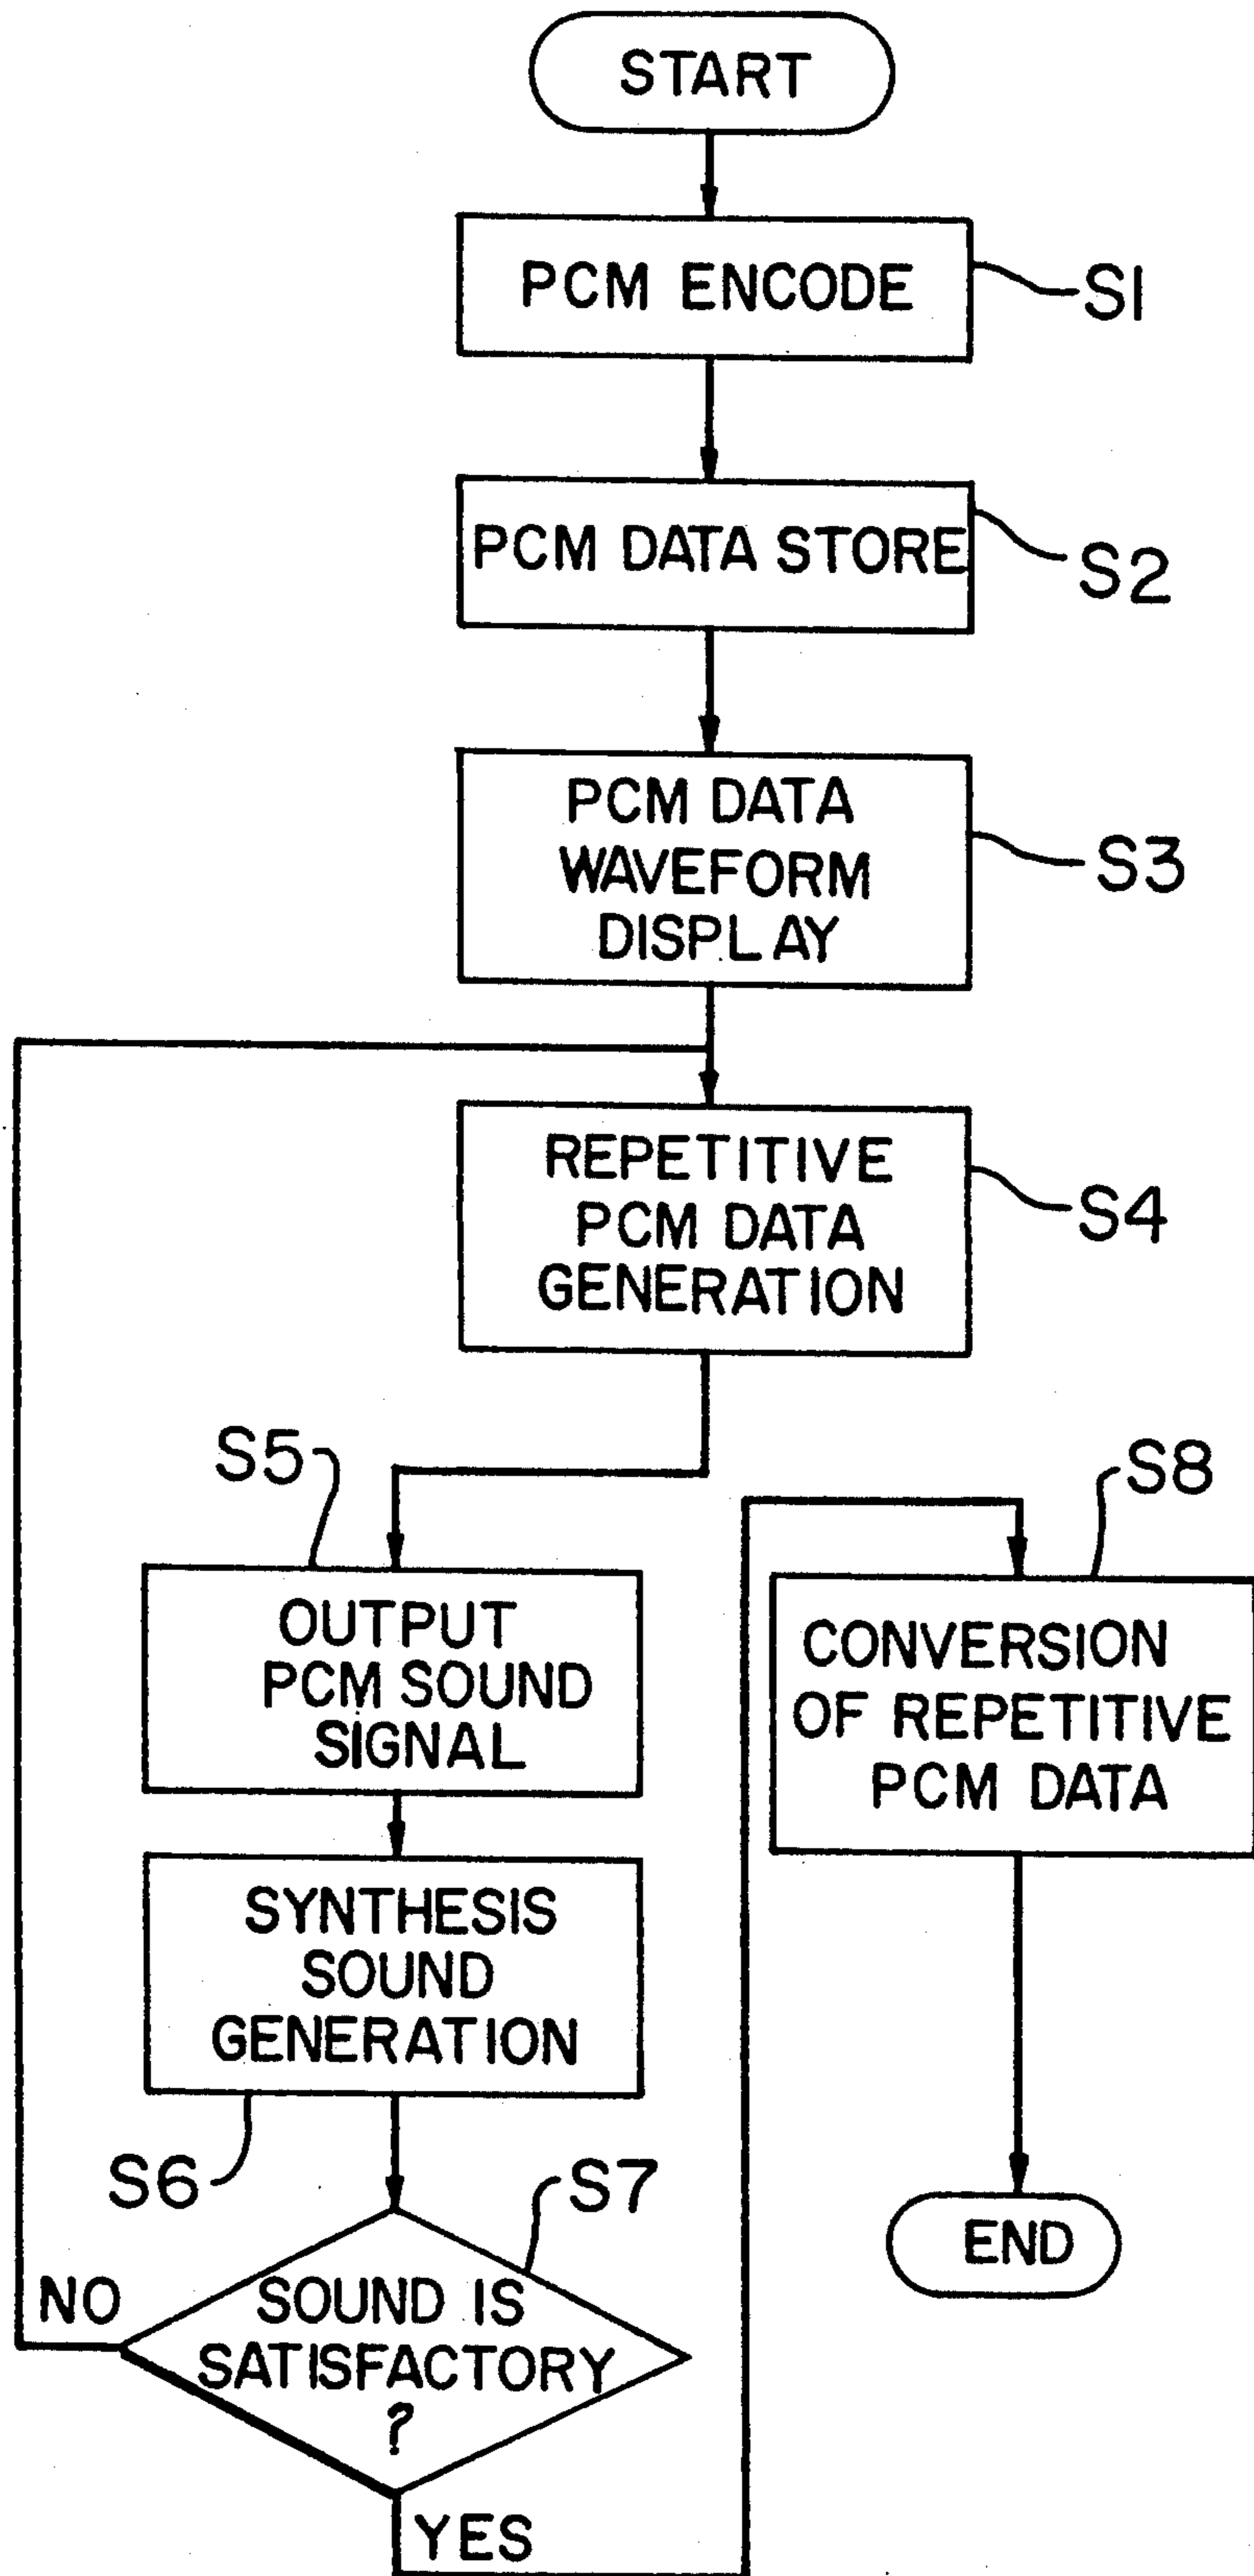 START
PCM ENCODE
S1
PCM DATA STORE
S2
PCM DATA
WAVEFORM
DISPLAY
S3
REPETITIVE
PCM DATA
GENERATION
S4
S5
OUTPUT
PCM SOUND
SIGNAL
SYNTHESIS
SOUND
GENERATION
S6
S7
SOUND IS
SATISFACTORY
?
NO
YES
S8
CONVERSION
OF REPETITIVE
PCM DATA
END